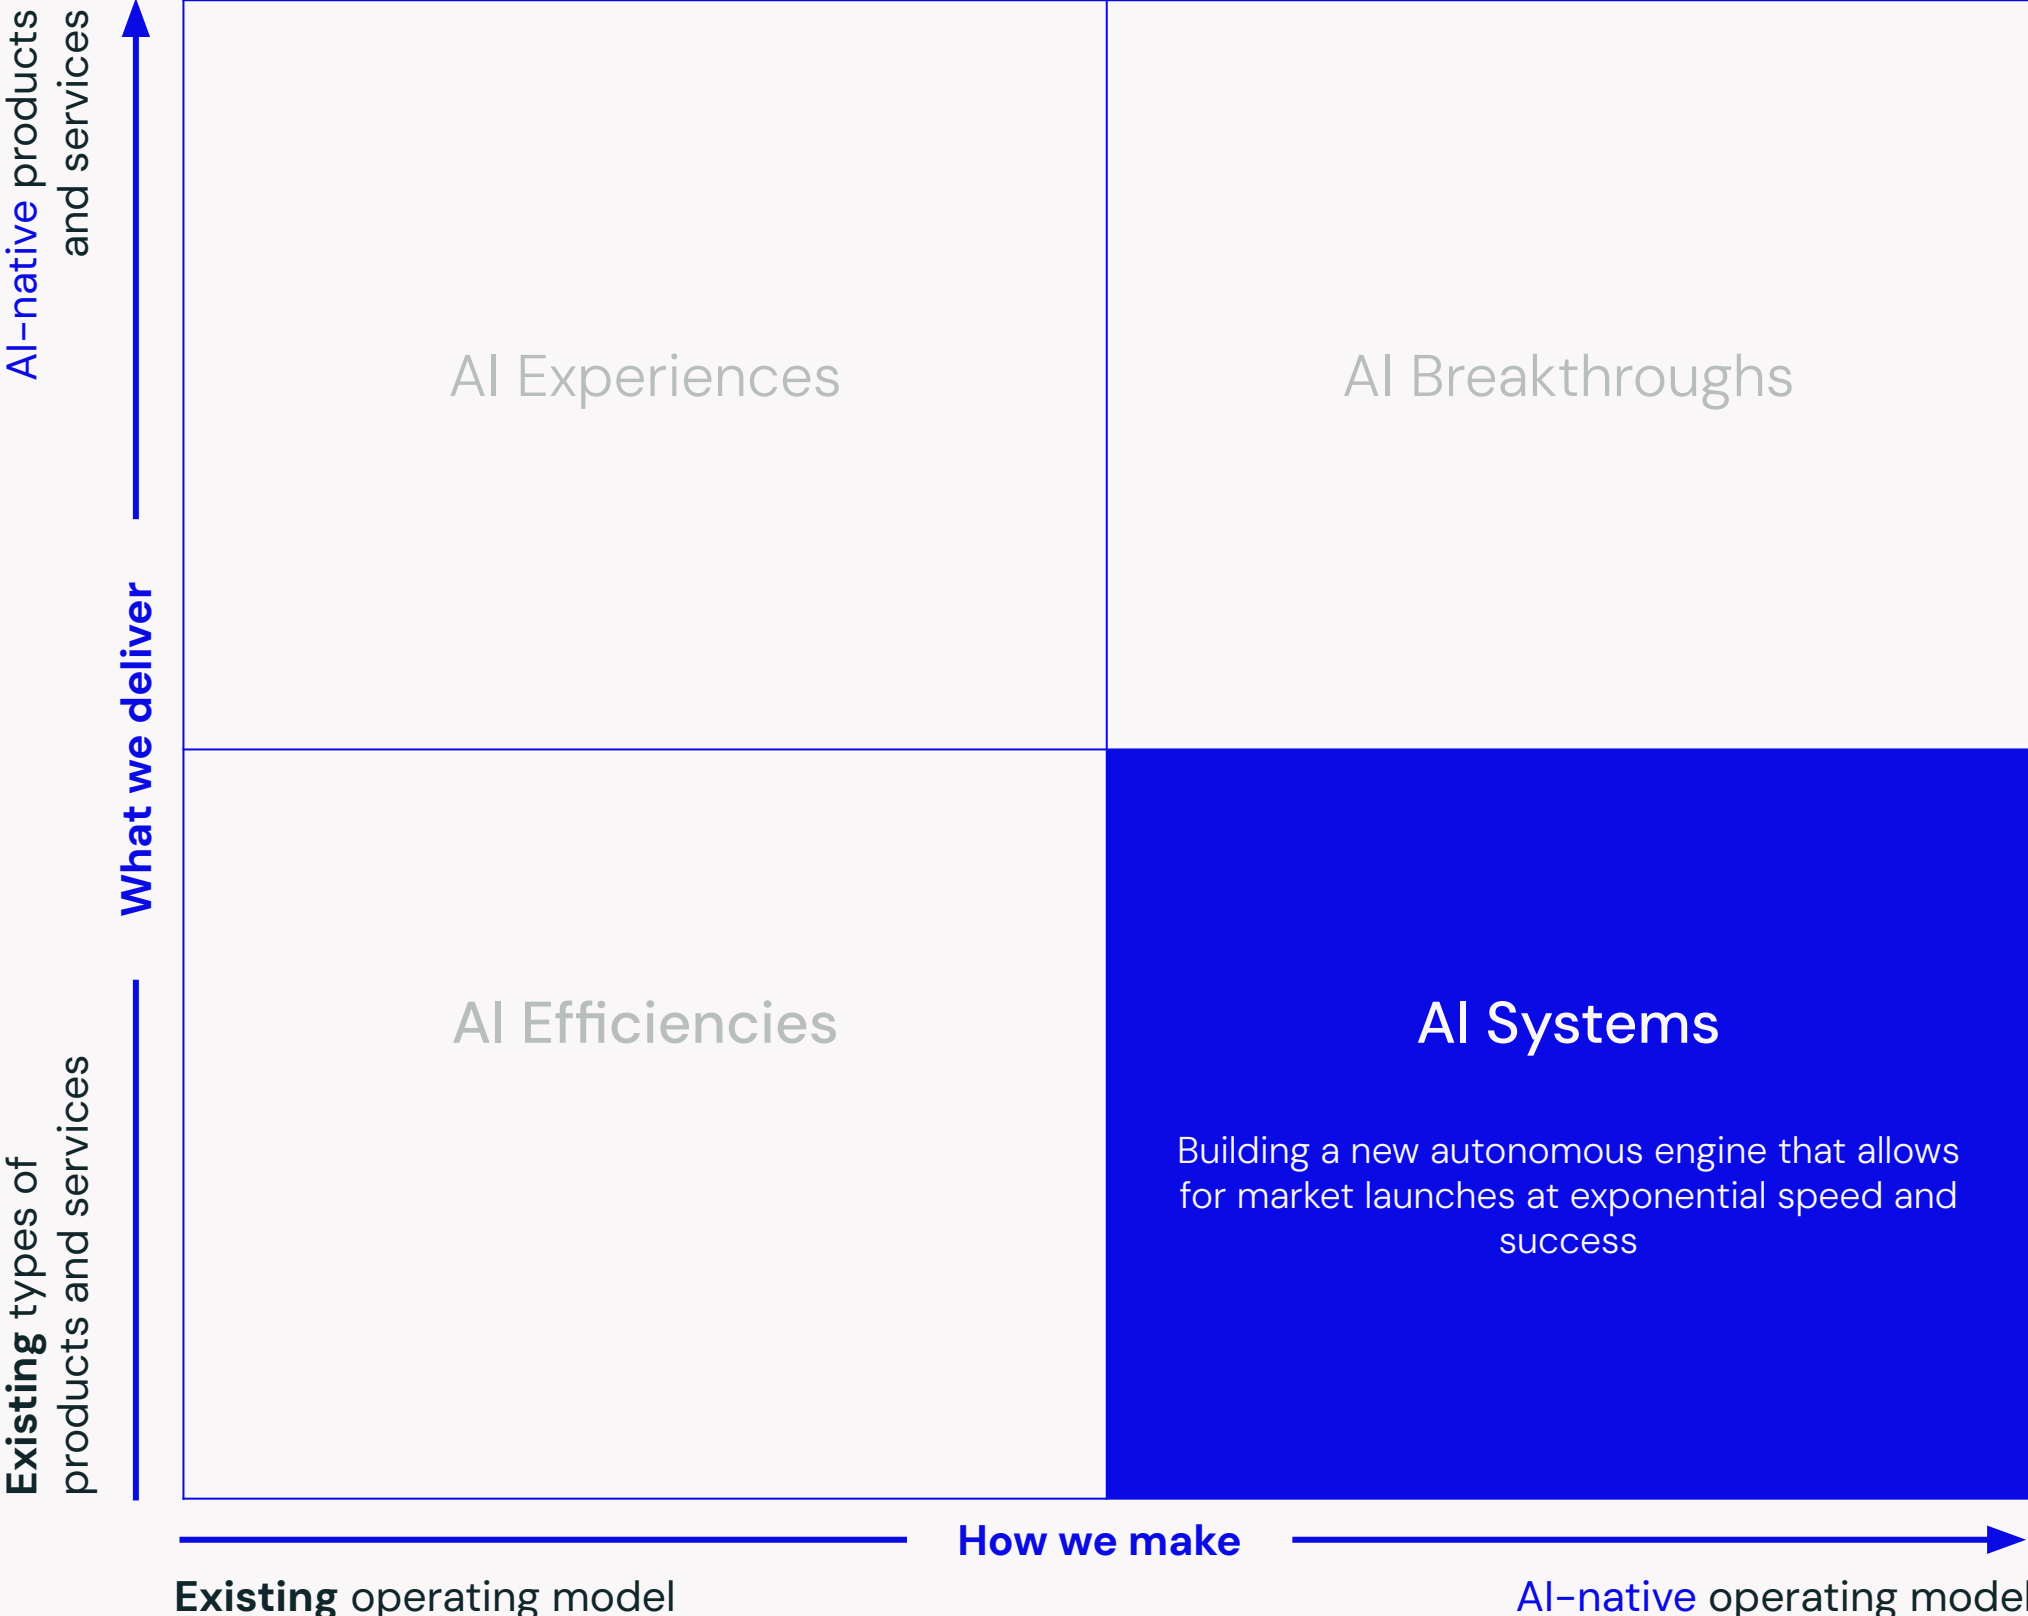 AI-native products
and services
What we deliver
Existing types of
products and services
AI Experiences
AI Breakthroughs
AI Efficiencies
AI Systems
Building a new autonomous engine that allows
for market launches at exponential speed and
success
How we make
Existing operating model
AI-native operating model